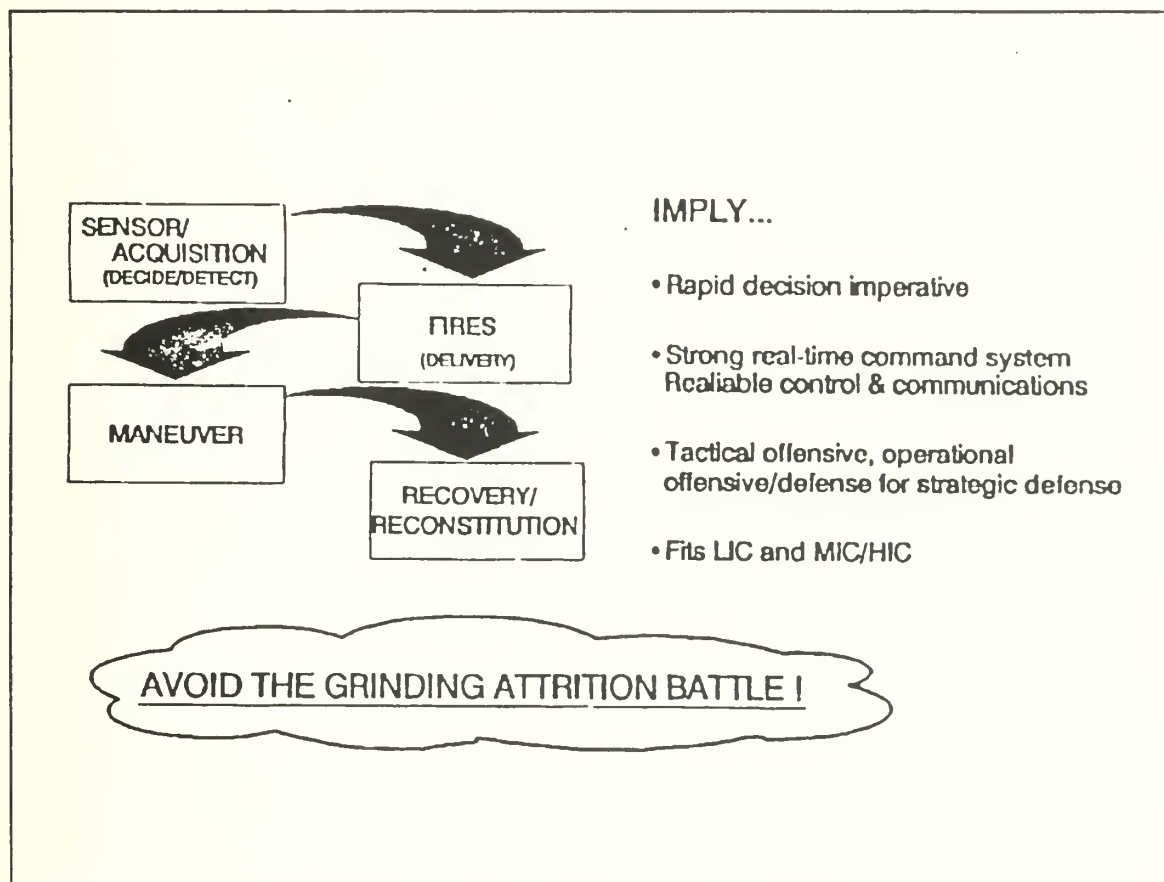 SENSOR/
ACQUISITION
(DECIDE/DETECT)
FIRES
(DELIVERY)
MANEUVER
RECOVERY/
RECONSTITUTION
IMPLY...
• Rapid decision imperative
• Strong real-time command system
Realiable control & communications
• Tactical offensive, operational
offensive/defense for strategic defense
• Fits LIC and MIC/HIC
AVOID THE GRINDING ATTRITION BATTLE !